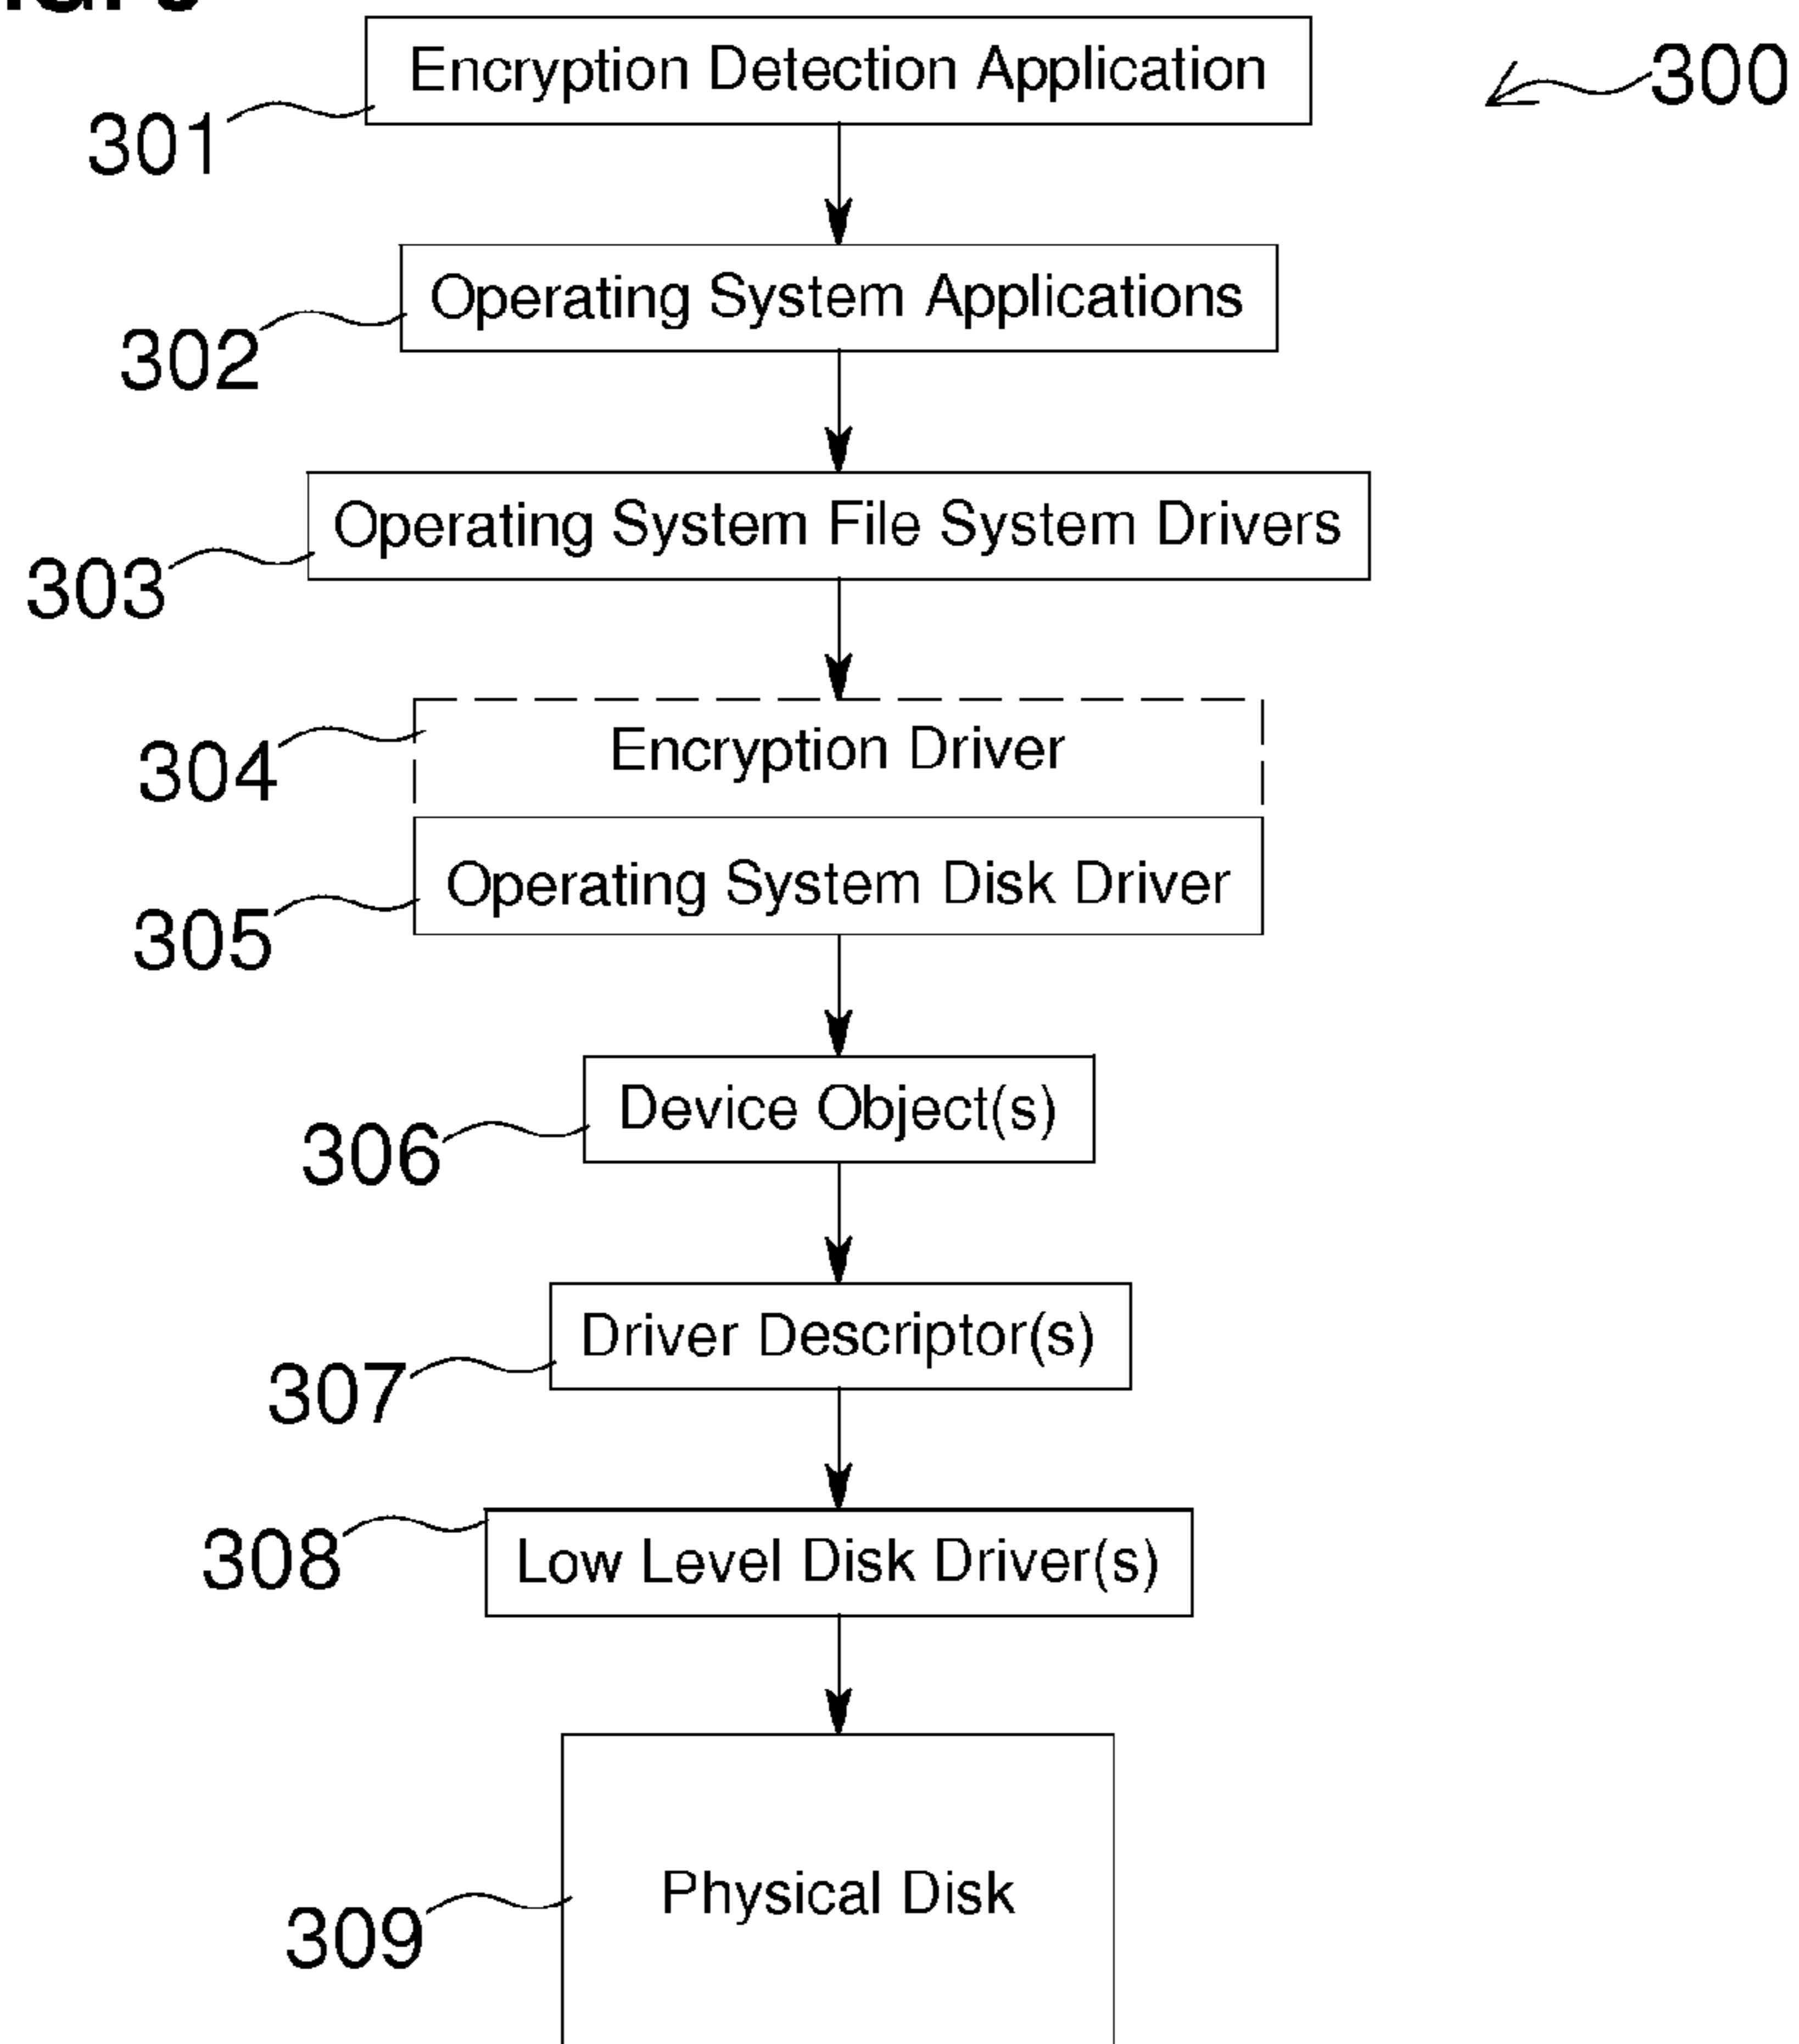 Encryption Detection Application
300
301
Operating System Applications
302
Operating System File System Drivers
303
Encryption Driver
304
Operating System Disk Driver
305
Device Object(s)
306
Driver Descriptor(s)
307
Low Level Disk Driver(s)
308
Physical Disk
309